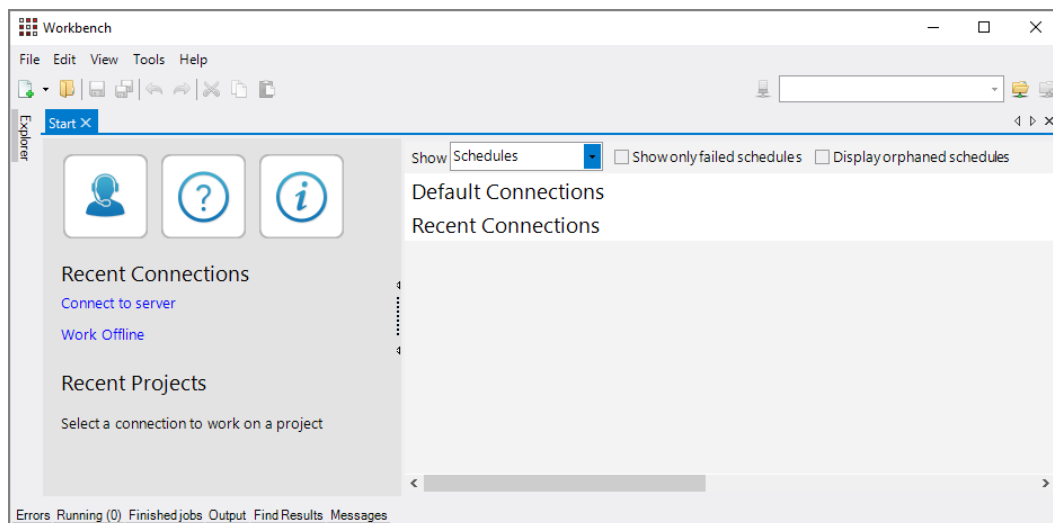 Workbench
File Edit View Tools Help
Explorer
Start
Show Schedules Show only failed schedules Display orphaned schedules
Default Connections
Recent Connections
Recent Connections
Connect to server
Work Offline
Recent Projects
Select a connection to work on a project
Errors Running (0) Finished jobs Output Find Results Messages